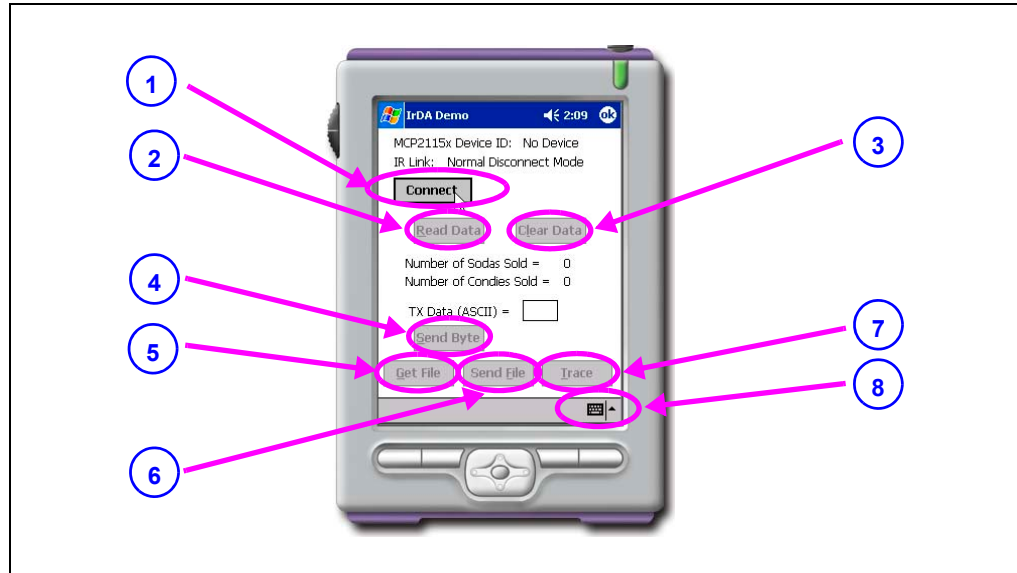 1
2
3
4
5
6
7
8
IrDA Demo 2:09 ok
MCP2115x Device ID: No Device
IR Link: Normal Disconnect Mode
Connect
Read Data Clear Data
Number of Sodas Sold = 0
Number of Condies Sold = 0
TX Data (ASCII) =
Send Byte
Get File Send File Trace